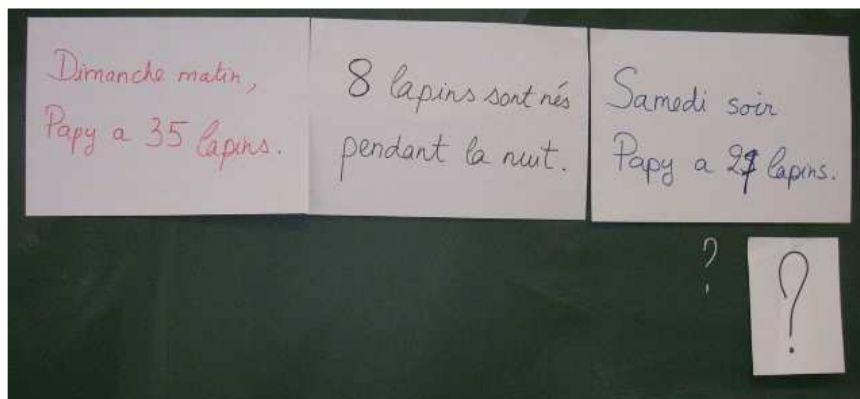 Dimanche matin,
Papy a 35 lapins.
8 lapins sont nés
pendant la nuit.
Samedi soir
Papy a 27 lapins.
?
?